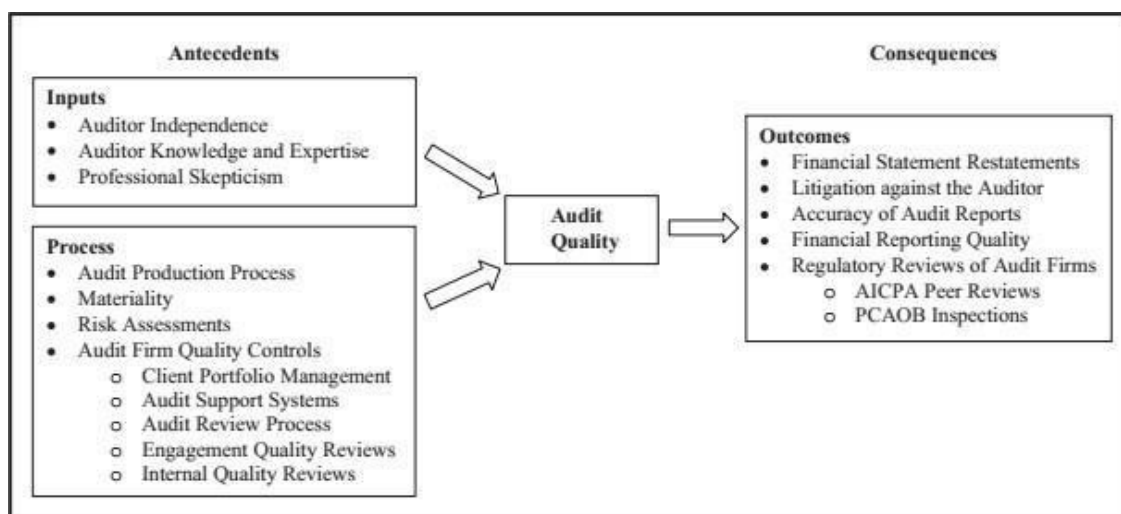 Antecedents
Inputs
• Auditor Independence
• Auditor Knowledge and Expertise
• Professional Skepticism
Process
• Audit Production Process
• Materiality
• Risk Assessments
• Audit Firm Quality Controls
o Client Portfolio Management
o Audit Support Systems
o Audit Review Process
o Engagement Quality Reviews
o Internal Quality Reviews
Audit
Quality
Consequences
Outcomes
• Financial Statement Restatements
• Litigation against the Auditor
• Accuracy of Audit Reports
• Financial Reporting Quality
• Regulatory Reviews of Audit Firms
o AICPA Peer Reviews
o PCAOB Inspections